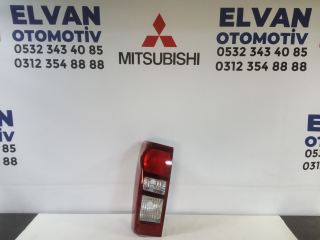 ELVAN
OTOMOTİV
0532 343 40 85
0312 354 88 88
MITSUBISHI
ELVAN
OTOMOTİV
0532 343 40 85
0312 354 88 88